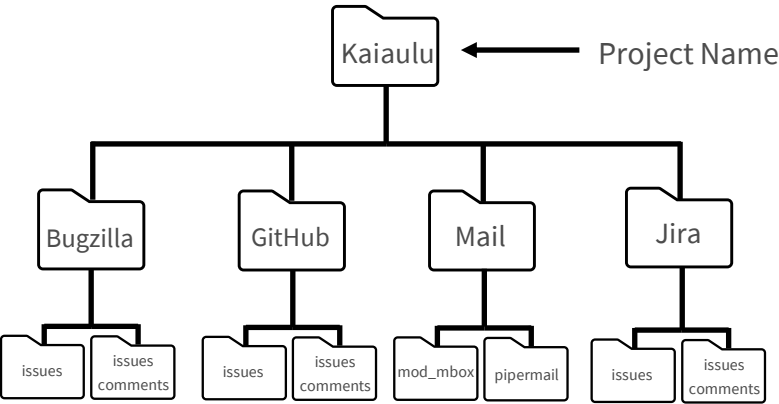 Kaiaulu
Project Name
Bugzilla
GitHub
Mail
Jira
issues
issues
comments
issues
issues
comments
mod_mbox
pipermail
issues
issues
comments